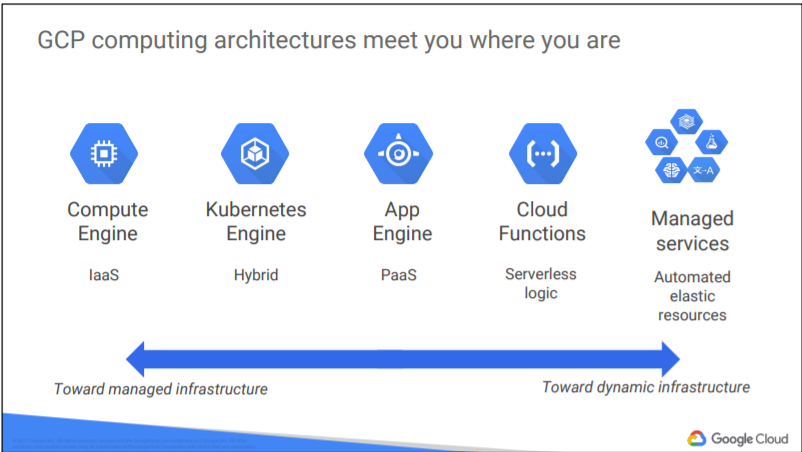 GCP computing architectures meet you where you are
Compute
Engine
IaaS
Kubernetes
Engine
Hybrid
App
Engine
PaaS
Cloud
Functions
Serverless
logic
文→A
Managed
services
Automated
elastic
resources
Toward managed infrastructure
Toward dynamic infrastructure
Google Cloud